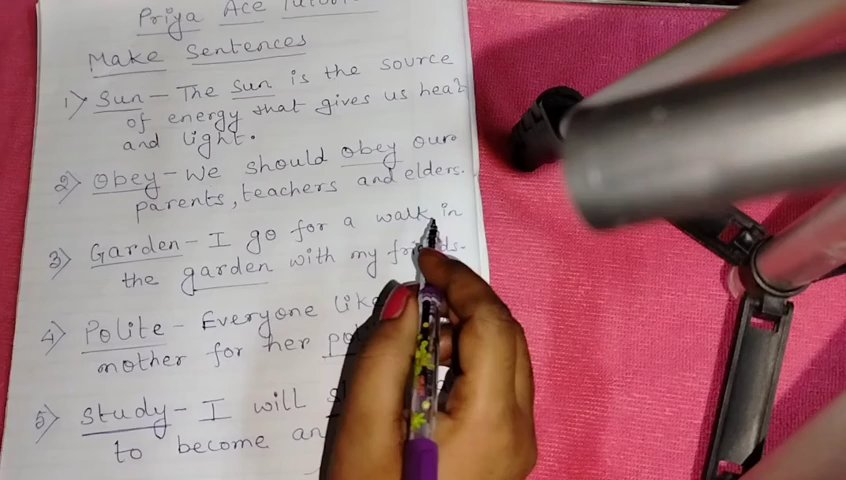 Priya Ace
Make Sentences
1) Sun - The sun is the source
of energy that gives us heat
and light.
2) Obey - We should obey our
parents, teachers and elders.
3) Garden - I go for a walk in
the garden with my
4) Polite - Everyone
mother for her
5) Study - I will
to become an